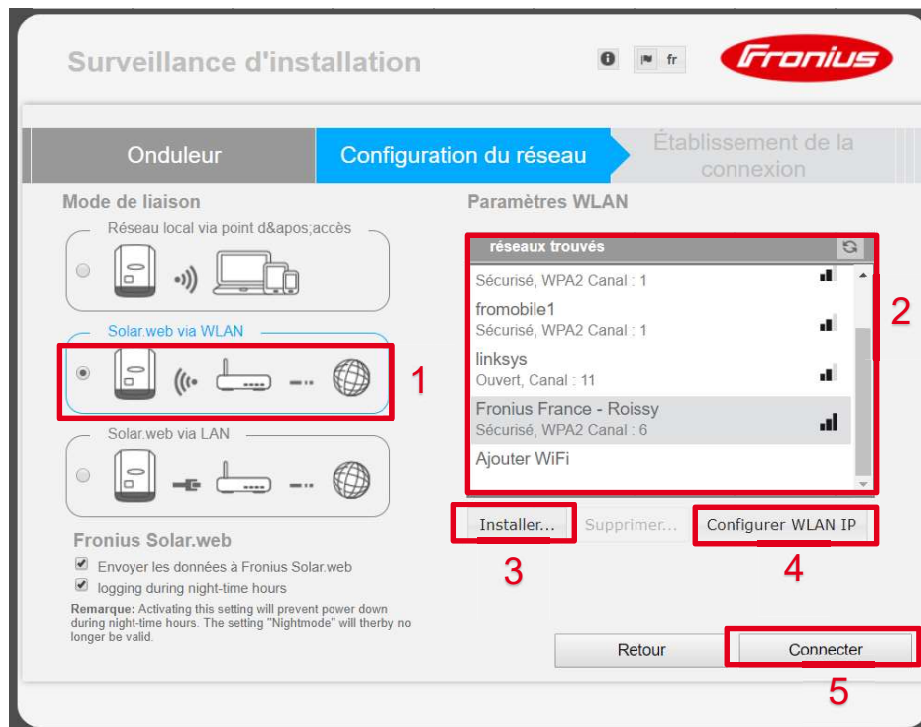 Surveillance d'installation
fr
Fronius
Onduleur
Configuration du réseau
Établissement de la
connexion
Mode de liaison
Réseau local via point d&apos;accès
Solar.web via WLAN
1
Solar.web via LAN
Fronius Solar.web
Envoyer les données à Fronius Solar.web
logging during night-time hours
Remarque: Activating this setting will prevent power down
during night-time hours. The setting "Nightmode" will therby no
longer be valid.
Paramètres WLAN
réseaux trouvés
Sécurisé, WPA2 Canal : 1
fromobile1
Sécurisé, WPA2 Canal : 1
linksys
Ouvert, Canal : 11
Fronius France - Roissy
Sécurisé, WPA2 Canal : 6
Ajouter WiFi
2
Installer...
Supprimer...
Configurer WLAN IP
3
4
Retour
Connecter
5